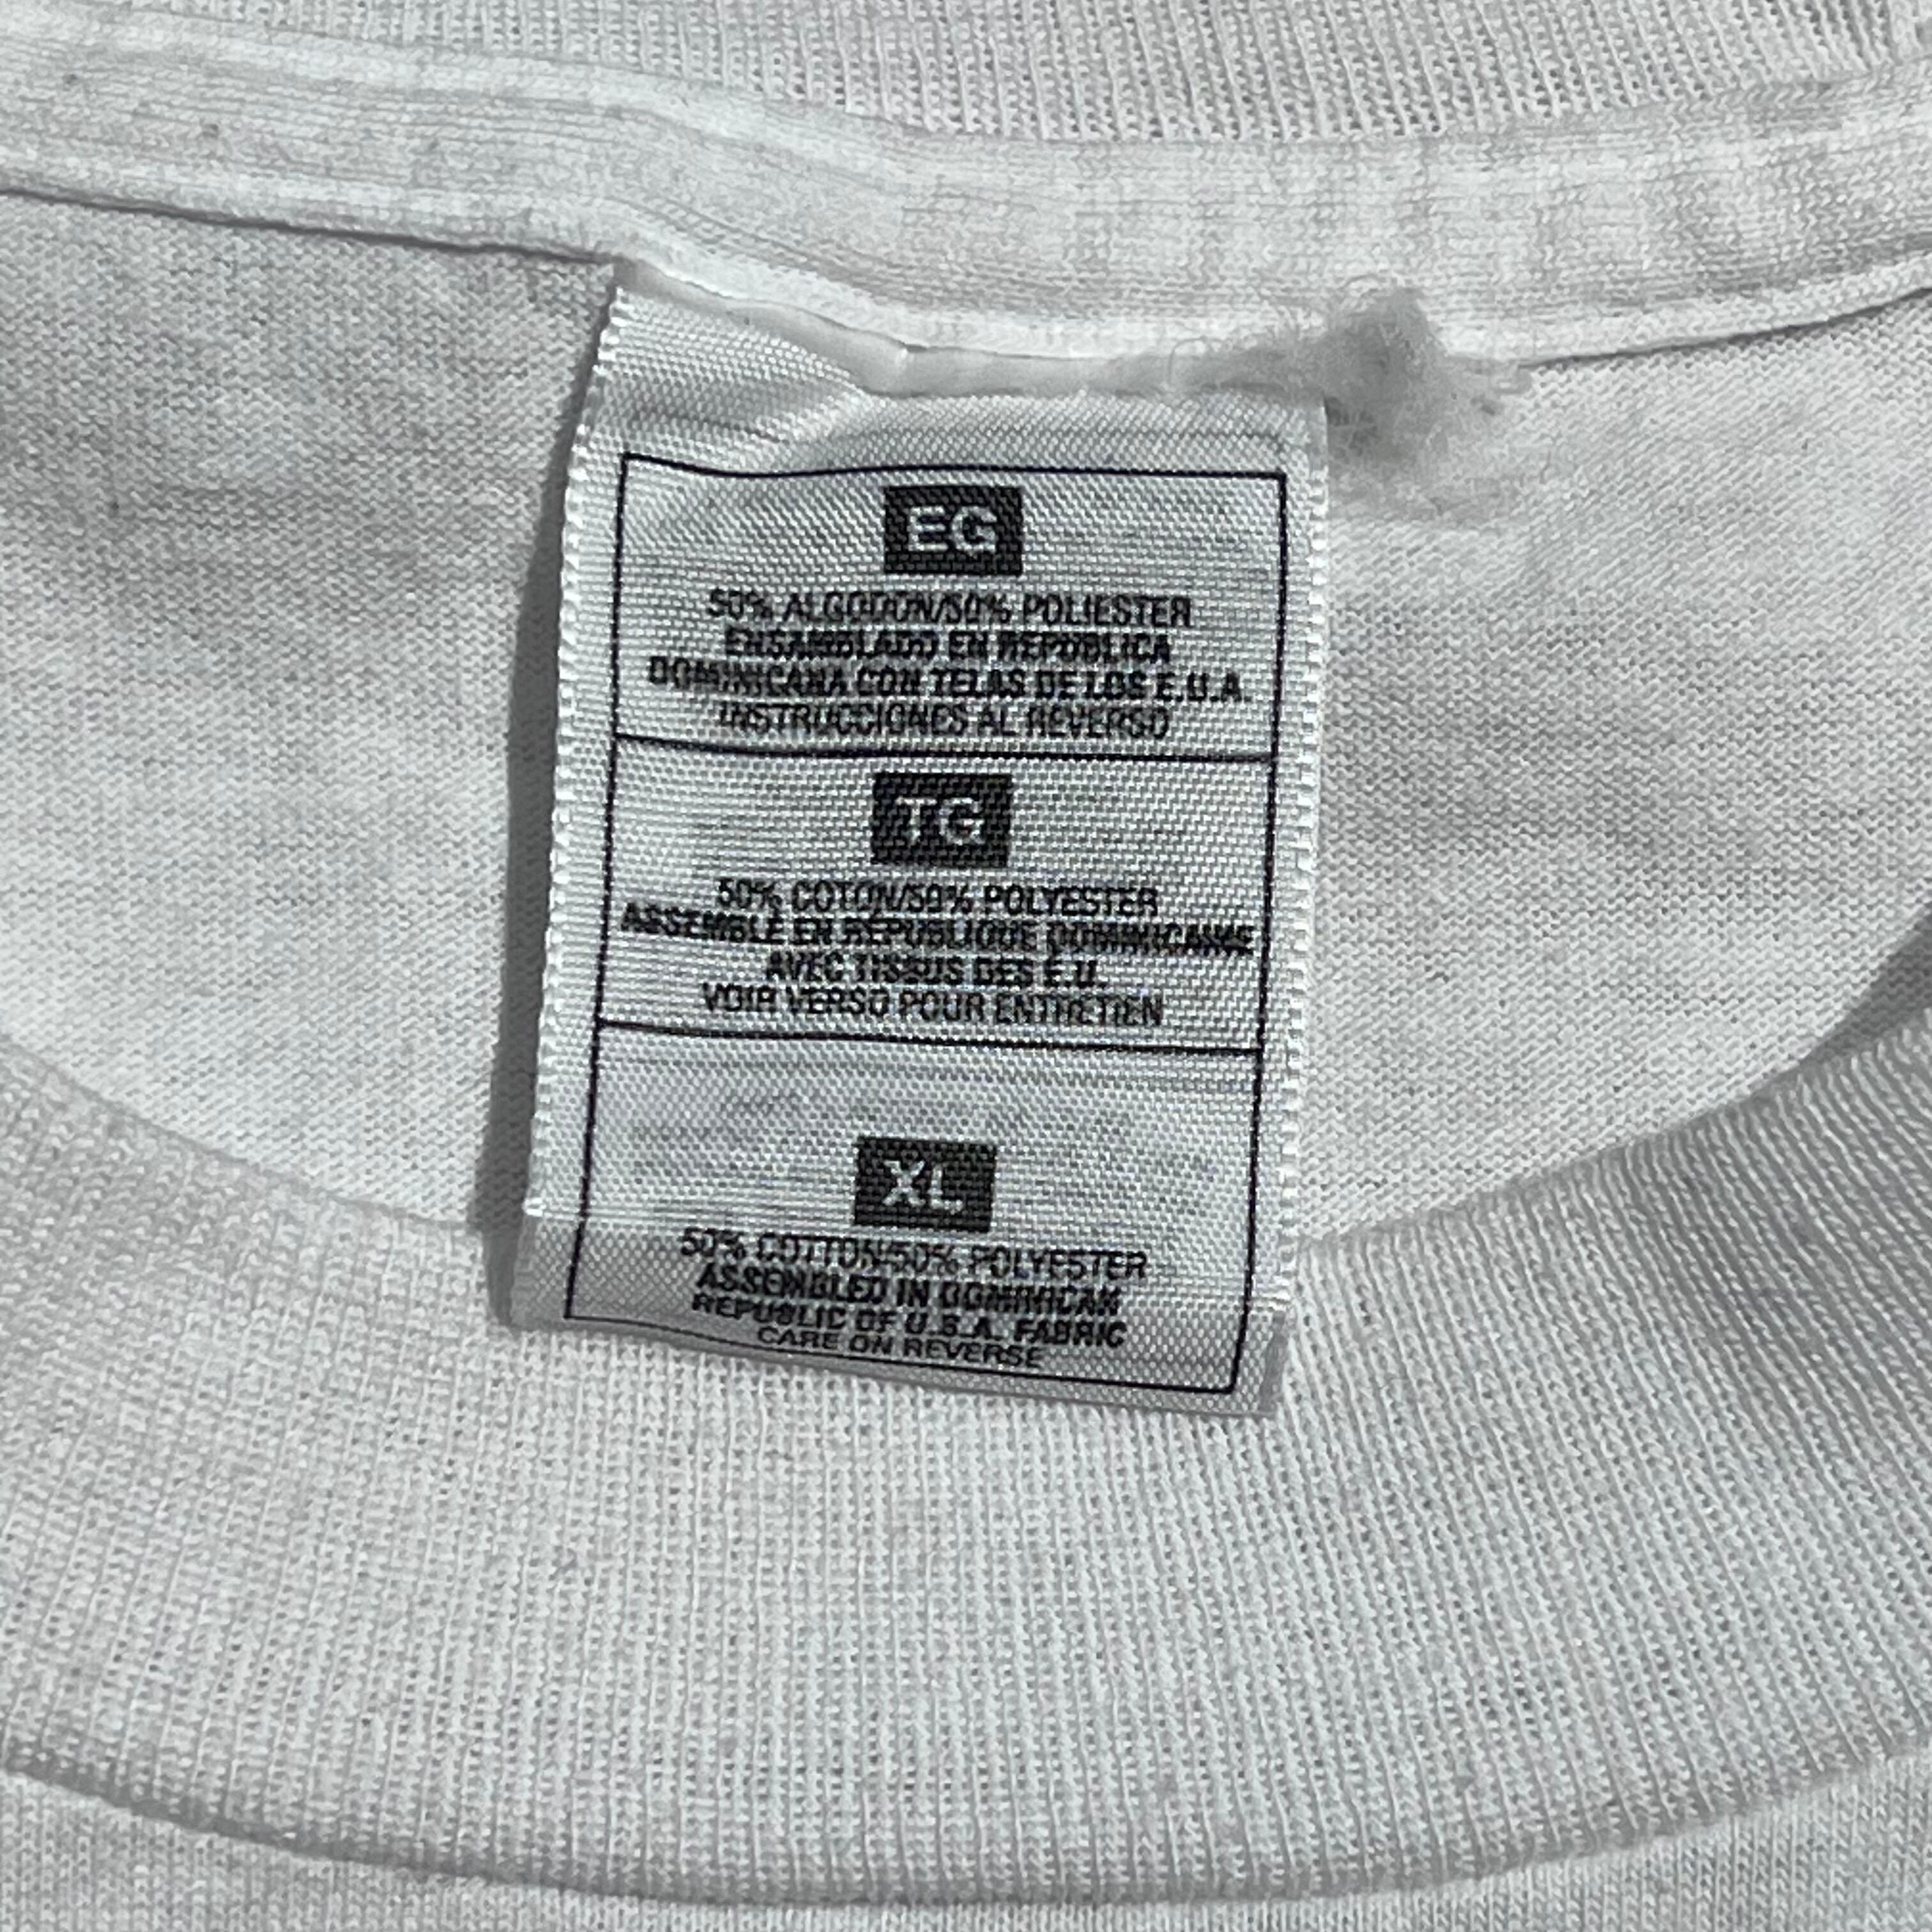 EG
50% ALGODON/50% POLIESTER
ENSAMBLADO EN REPUBLICA
DOMINICANA CON TELAS DE LOS E.U.A.
INSTRUCCIONES AL REVERSO
TG
50% COTON/50% POLYESTER
ASSEMBLÉ EN RÉPUBLIQUE DOMINICAINE
AVEC TISSUS DES É.U.
VOIR VERSO POUR ENTRETIEN
XL
50% COTTON/50% POLYESTER
ASSEMBLED IN DOMINICAN
REPUBLIC OF U.S.A. FABRIC
CARE ON REVERSE